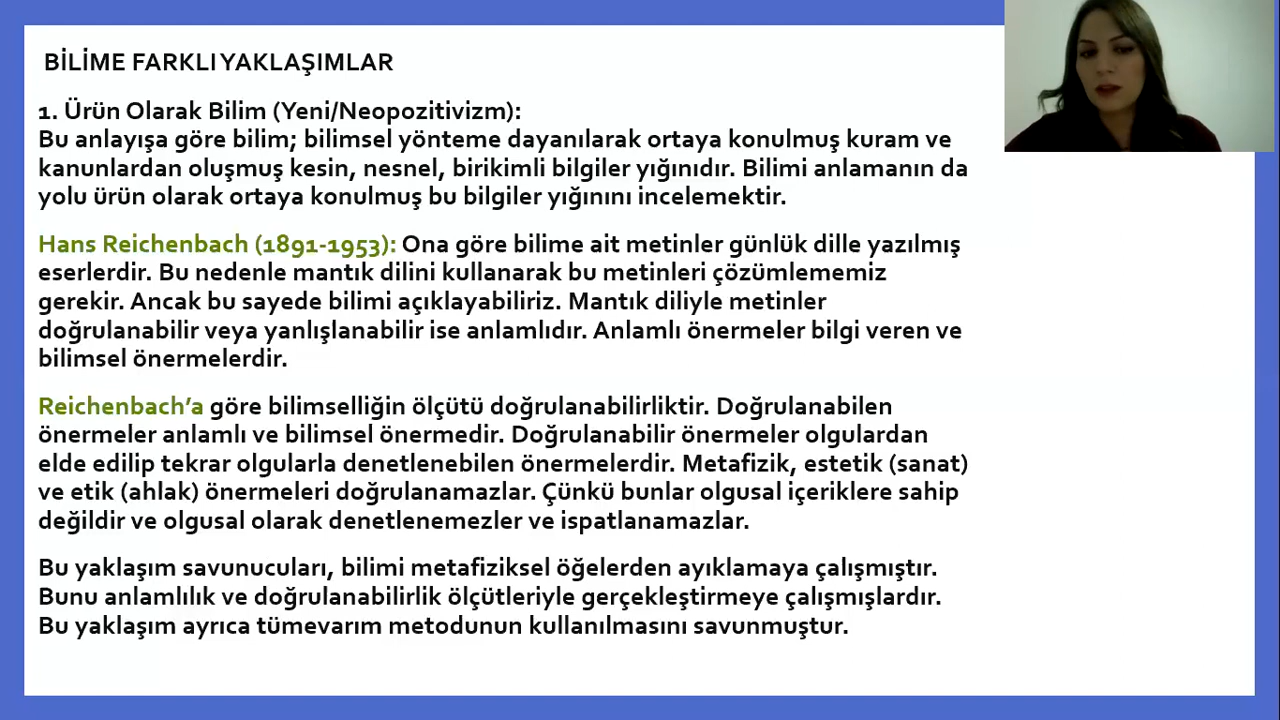 BİLİME FARKLI YAKLAŞIMLAR
1. Ürün Olarak Bilim (Yeni/Neopozitivizm):
Bu anlayışa göre bilim; bilimsel yönteme dayanılarak ortaya konulmuş kuram ve
kanunlardan oluşmuş kesin, nesnel, birikimli bilgiler yığınıdır. Bilimi anlamanın da
yolu ürün olarak ortaya konulmuş bu bilgiler yığınını incelemektir.
Hans Reichenbach (1891-1953): Ona göre bilime ait metinler günlük dille yazılmış
eserlerdir. Bu nedenle mantık dilini kullanarak bu metinleri çözümlememiz
gerekir. Ancak bu sayede bilimi açıklayabiliriz. Mantık diliyle metinler
doğrulanabilir veya yanlışlanabilir ise anlamlıdır. Anlamlı önermeler bilgi veren ve
bilimsel önermelerdir.
Reichenbach’a göre bilimselliğin ölçütü doğrulanabilirliktir. Doğrulanabilen
önermeler anlamlı ve bilimsel önermedir. Doğrulanabilir önermeler olgulardan
elde edilip tekrar olgularla denetlenebilen önermelerdir. Metafizik, estetik (sanat)
ve etik (ahlak) önermeleri doğrulanamazlar. Çünkü bunlar olgusal içeriklere sahip
değildir ve olgusal olarak denetlenemezler ve ispatlanamazlar.
Bu yaklaşım savunucuları, bilimi metafiziksel öğelerden ayıklamaya çalışmıştır.
Bunu anlamlılık ve doğrulanabilirlik ölçütleriyle gerçekleştirmeye çalışmışlardır.
Bu yaklaşım ayrıca tümevarım metodunun kullanılmasını savunmuştur.